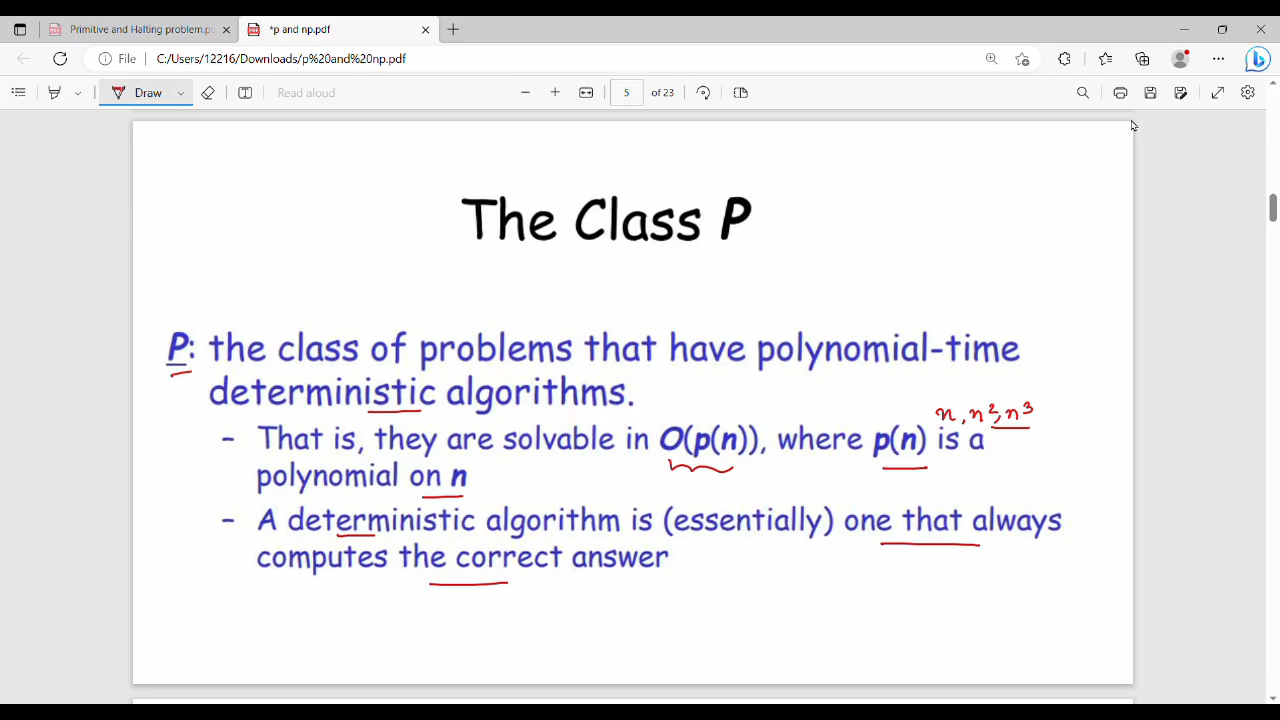 Primitive and Halting problem.pd
*p and np.pdf
File C:/Users/12216/Downloads/p%20and%20np.pdf
Draw Read aloud 5 of 23
The Class P
P: the class of problems that have polynomial-time
deterministic algorithms.
n, n², n³
– That is, they are solvable in O(p(n)), where p(n) is a
polynomial on n
– A deterministic algorithm is (essentially) one that always
computes the correct answer